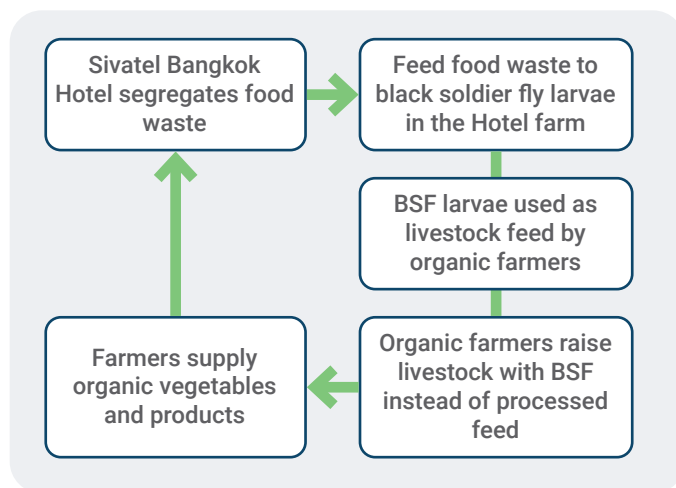 Sivatel Bangkok
Hotel segregates food
waste
Feed food waste to
black soldier fly larvae
in the Hotel farm
BSF larvae used as
livestock feed by
organic farmers
Organic farmers raise
livestock with BSF
instead of processed
feed
Farmers supply
organic vegetables
and products